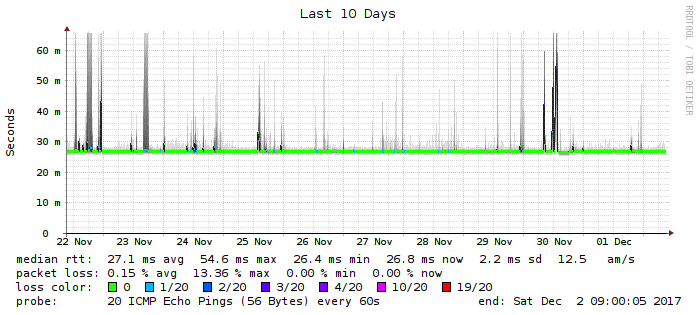 Last 10 Days
RRDTOOL / TOBI OETIKER
Seconds
60 m
50 m
40 m
30 m
20 m
10 m
0
22 Nov 23 Nov 24 Nov 25 Nov 26 Nov 27 Nov 28 Nov 29 Nov 30 Nov 01 Dec
median rtt: 27.1 ms avg 54.6 ms max 26.4 ms min 26.8 ms now 2.2 ms sd 12.5 am/s
packet loss: 0.15 % avg 13.36 % max 0.00 % min 0.00 % now
loss color: 0 1/20 2/20 3/20 4/20 10/20 19/20
probe: 20 ICMP Echo Pings (56 Bytes) every 60s end: Sat Dec 2 09:00:05 2017